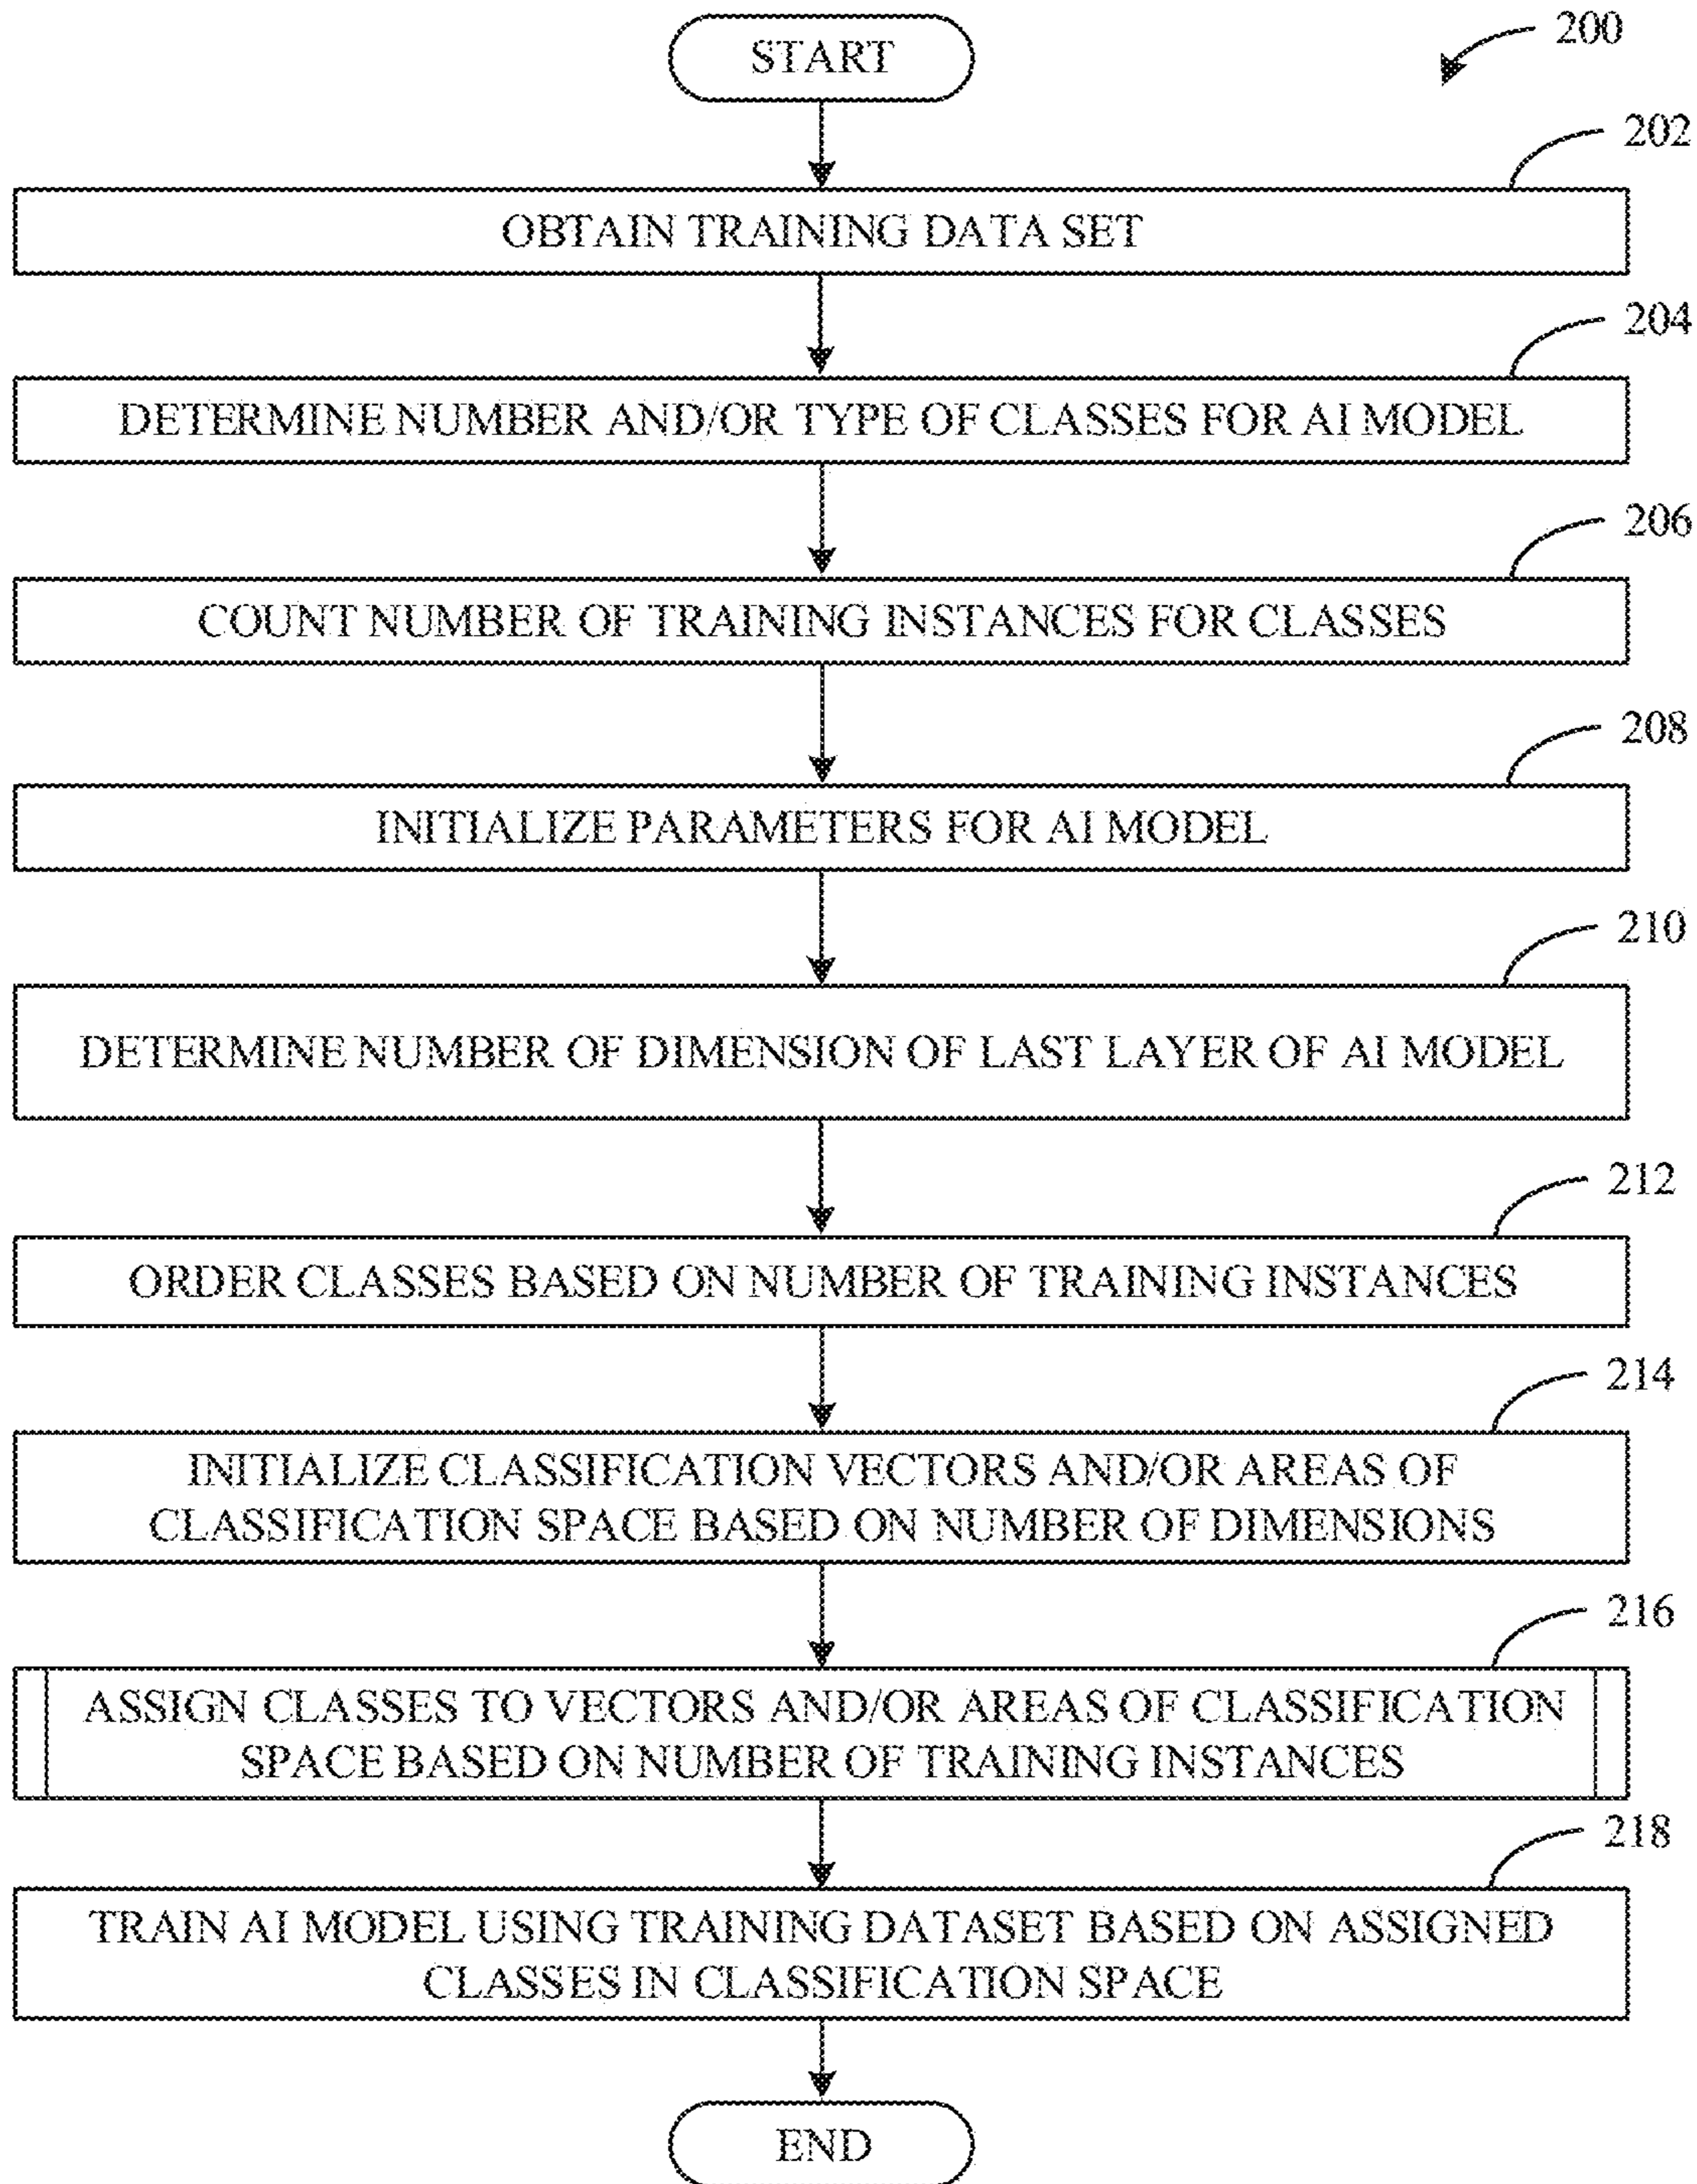 START
200
202
OBTAIN TRAINING DATA SET
204
DETERMINE NUMBER AND/OR TYPE OF CLASSES FOR AI MODEL
206
COUNT NUMBER OF TRAINING INSTANCES FOR CLASSES
208
INITIALIZE PARAMETERS FOR AI MODEL
210
DETERMINE NUMBER OF DIMENSION OF LAST LAYER OF AI MODEL
212
ORDER CLASSES BASED ON NUMBER OF TRAINING INSTANCES
214
INITIALIZE CLASSIFICATION VECTORS AND/OR AREAS OF
CLASSIFICATION SPACE BASED ON NUMBER OF DIMENSIONS
216
ASSIGN CLASSES TO VECTORS AND/OR AREAS OF CLASSIFICATION
SPACE BASED ON NUMBER OF TRAINING INSTANCES
218
TRAIN AI MODEL USING TRAINING DATASET BASED ON ASSIGNED
CLASSES IN CLASSIFICATION SPACE
END